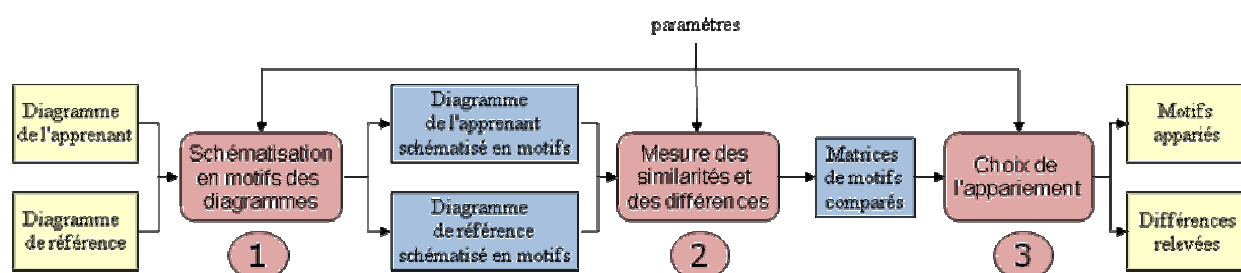 paramètres
Diagramme
de l'apprenant
Diagramme
de référence
Schématisation
en motifs des
diagrammes
1
Diagramme
de l'apprenant
schématisé en motifs
Diagramme
de référence
schématisé en motifs
Mesure des
similarités et
des différences
2
Matrices
de motifs
comparés
Choix de
l'appariement
3
Motifs
appariés
Différences
relevées